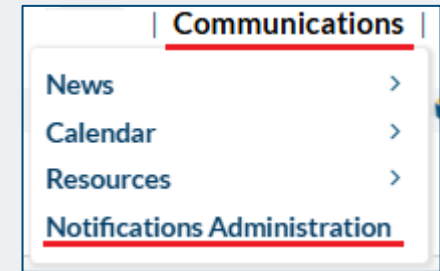 | Communications |
News >
Calendar >
Resources >
Notifications Administration